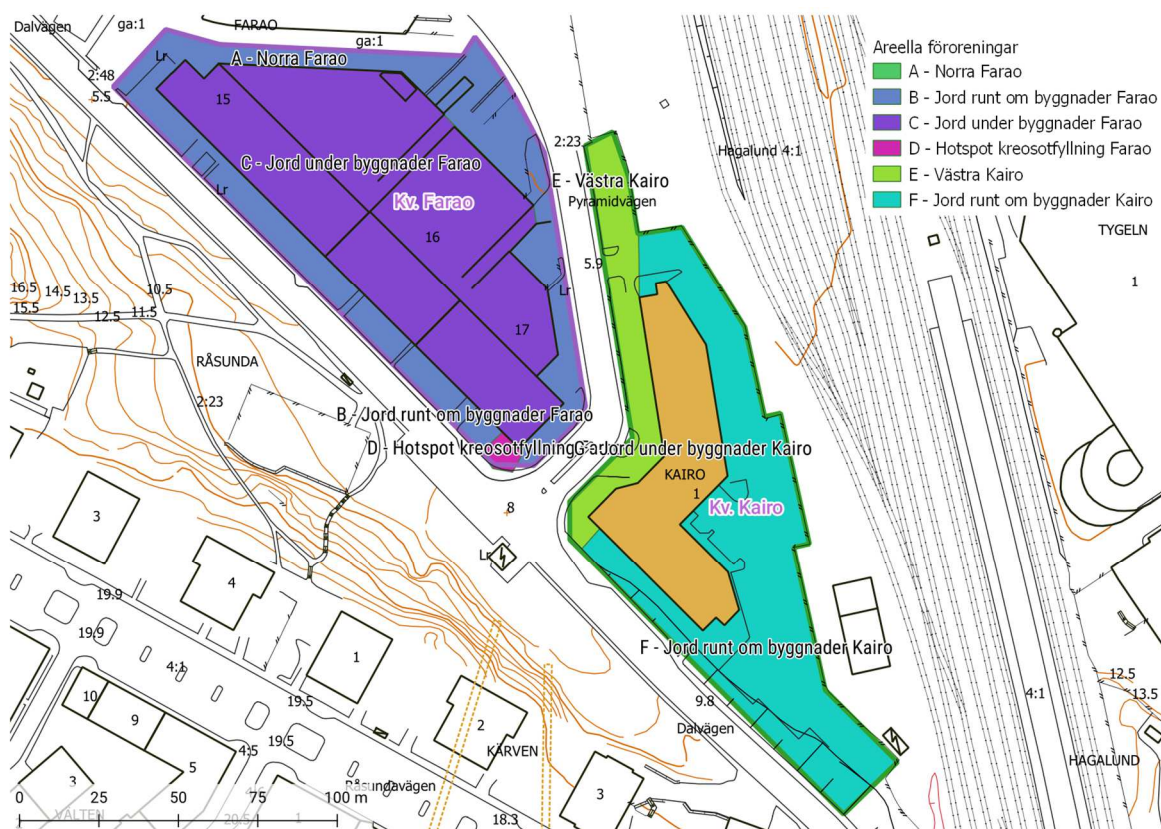 Dalvägen
ga:1
FARAO
ga:1
A - Norra Farao
Lr
2:48
5.5
15
C - Jord under byggnader Farao
Lr
Kv. Farao
16
Lr
17
2:23
E - Västra Kairo
Pyramidvägen
5.9
Hagalund 4:1
Areella föroreningar
A - Norra Farao
B - Jord runt om byggnader Farao
C - Jord under byggnader Farao
D - Hotspot kreosotfyllning Farao
E - Västra Kairo
F - Jord runt om byggnader Kairo
TYGELN
1
16.5
14.5
13.5
15.5
12.5
11.5
10.5
RÅSUNDA
2:23
B - Jord runt om byggnader Farao
D - Hotspot kreosotfyllning
G - Jord under byggnader Kairo
KAIRO
1
Kv. Kairo
8
Lr
3
4
19.9
19.9
4:1
1
19.5
F - Jord runt om byggnader Kairo
9.8
Dalvägen
4:1
12.5
13.5
HAGALUND
10
9
4:5
19.5
2
KÄRVEN
3
5
3
Råsundavägen
0 25 50 75 100 m
VÄLTEN
20.5
1
18.3